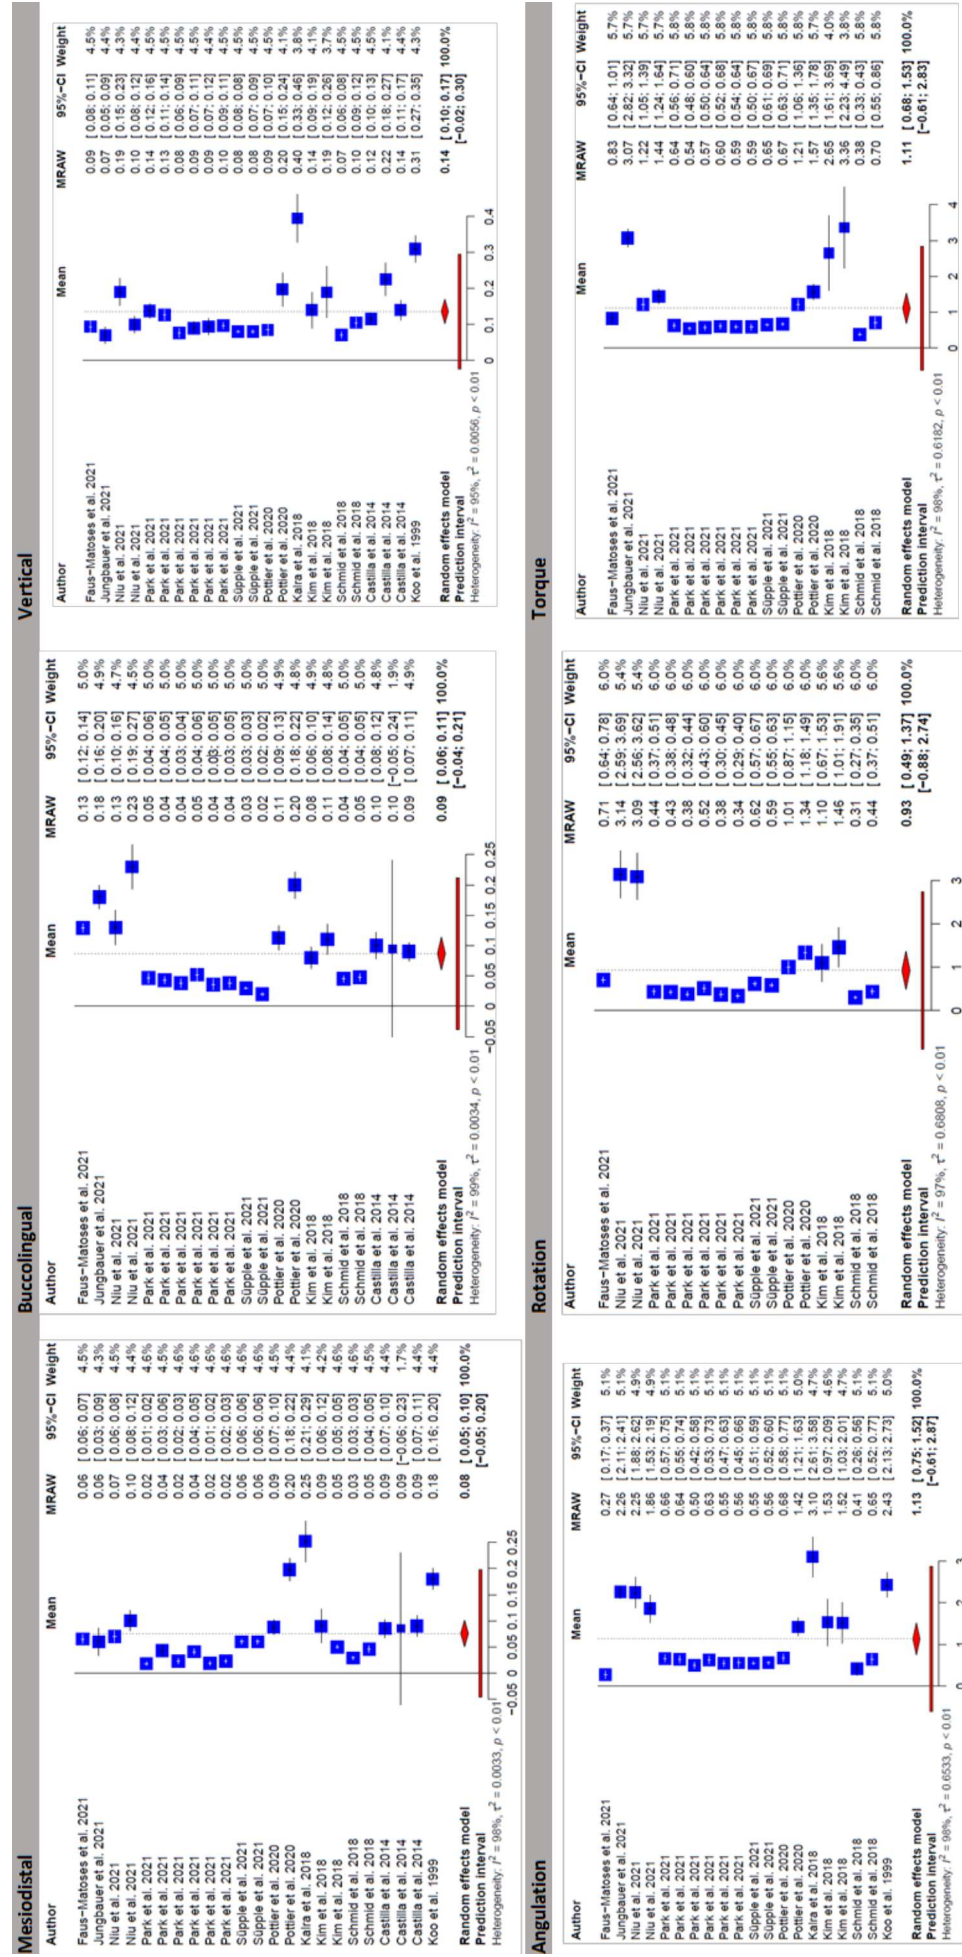 Mesiodistal
Author Mean MRAW 95%-CI Weight
Faus-Matoses et al. 2021 0.06 [ 0.06; 0.07] 4.5%
Jungbauer et al. 2021 0.06 [ 0.03; 0.09] 4.3%
Niu et al. 2021 0.07 [ 0.06; 0.08] 4.5%
Niu et al. 2021 0.10 [ 0.08; 0.12] 4.4%
Park et al. 2021 0.02 [ 0.01; 0.02] 4.6%
Park et al. 2021 0.04 [ 0.04; 0.05] 4.5%
Park et al. 2021 0.02 [ 0.02; 0.03] 4.6%
Park et al. 2021 0.04 [ 0.04; 0.05] 4.6%
Park et al. 2021 0.02 [ 0.01; 0.02] 4.6%
Park et al. 2021 0.02 [ 0.02; 0.03] 4.6%
Süpple et al. 2021 0.06 [ 0.06; 0.06] 4.6%
Süpple et al. 2021 0.06 [ 0.06; 0.06] 4.6%
Pottier et al. 2020 0.09 [ 0.07; 0.10] 4.5%
Pottier et al. 2020 0.20 [ 0.18; 0.22] 4.4%
Kalra et al. 2018 0.25 [ 0.21; 0.29] 4.1%
Kim et al. 2018 0.09 [ 0.06; 0.12] 4.2%
Kim et al. 2018 0.05 [ 0.05; 0.05] 4.6%
Schmid et al. 2018 0.03 [ 0.03; 0.03] 4.6%
Schmid et al. 2018 0.05 [ 0.04; 0.05] 4.5%
Castilla et al. 2014 0.09 [ 0.07; 0.10] 4.4%
Castilla et al. 2014 0.09 [−0.06; 0.23] 1.7%
Castilla et al. 2014 0.09 [ 0.07; 0.11] 4.4%
Koo et al. 1999 0.18 [ 0.16; 0.20] 4.4%
Random effects model 0.08 [ 0.05; 0.10] 100.0%
Prediction interval [−0.05; 0.20]
Heterogeneity: I² = 98%, τ² = 0.0033, p < 0.01
−0.05 0 0.05 0.1 0.15 0.2 0.25
Buccolingual
Author Mean MRAW 95%-CI Weight
Faus-Matoses et al. 2021 0.13 [ 0.12; 0.14] 5.0%
Jungbauer et al. 2021 0.18 [ 0.16; 0.20] 4.9%
Niu et al. 2021 0.13 [ 0.10; 0.16] 4.7%
Niu et al. 2021 0.23 [ 0.19; 0.27] 4.5%
Park et al. 2021 0.05 [ 0.04; 0.06] 5.0%
Park et al. 2021 0.04 [ 0.04; 0.05] 5.0%
Park et al. 2021 0.04 [ 0.03; 0.04] 5.0%
Park et al. 2021 0.05 [ 0.04; 0.06] 5.0%
Park et al. 2021 0.04 [ 0.03; 0.05] 5.0%
Park et al. 2021 0.04 [ 0.03; 0.05] 5.0%
Süpple et al. 2021 0.03 [ 0.03; 0.03] 5.0%
Süpple et al. 2021 0.02 [ 0.02; 0.02] 5.0%
Pottier et al. 2020 0.11 [ 0.09; 0.13] 4.9%
Pottier et al. 2020 0.20 [ 0.18; 0.22] 4.8%
Kim et al. 2018 0.08 [ 0.06; 0.10] 4.9%
Kim et al. 2018 0.11 [ 0.08; 0.14] 4.8%
Schmid et al. 2018 0.04 [ 0.04; 0.05] 5.0%
Schmid et al. 2018 0.05 [ 0.04; 0.05] 5.0%
Castilla et al. 2014 0.10 [ 0.08; 0.12] 4.8%
Castilla et al. 2014 0.10 [−0.05; 0.24] 1.9%
Castilla et al. 2014 0.09 [ 0.07; 0.11] 4.9%
Random effects model 0.09 [ 0.06; 0.11] 100.0%
Prediction interval [−0.04; 0.21]
Heterogeneity: I² = 99%, τ² = 0.0034, p < 0.01
−0.05 0 0.05 0.1 0.15 0.2 0.25
Vertical
Author Mean MRAW 95%-CI Weight
Faus-Matoses et al. 2021 0.09 [ 0.08; 0.11] 4.5%
Jungbauer et al. 2021 0.07 [ 0.05; 0.09] 4.4%
Niu et al. 2021 0.19 [ 0.15; 0.23] 4.3%
Niu et al. 2021 0.10 [ 0.08; 0.12] 4.4%
Park et al. 2021 0.14 [ 0.12; 0.16] 4.5%
Park et al. 2021 0.13 [ 0.11; 0.14] 4.5%
Park et al. 2021 0.08 [ 0.06; 0.09] 4.5%
Park et al. 2021 0.09 [ 0.07; 0.11] 4.5%
Park et al. 2021 0.09 [ 0.07; 0.12] 4.4%
Park et al. 2021 0.10 [ 0.09; 0.11] 4.5%
Süpple et al. 2021 0.08 [ 0.08; 0.08] 4.5%
Süpple et al. 2021 0.08 [ 0.07; 0.09] 4.5%
Pottier et al. 2020 0.09 [ 0.07; 0.10] 4.5%
Pottier et al. 2020 0.20 [ 0.15; 0.24] 4.1%
Kalra et al. 2018 0.40 [ 0.33; 0.46] 3.8%
Kim et al. 2018 0.14 [ 0.09; 0.19] 4.1%
Kim et al. 2018 0.19 [ 0.12; 0.26] 3.7%
Schmid et al. 2018 0.07 [ 0.06; 0.08] 4.5%
Schmid et al. 2018 0.10 [ 0.09; 0.12] 4.5%
Castilla et al. 2014 0.12 [ 0.10; 0.13] 4.5%
Castilla et al. 2014 0.22 [ 0.18; 0.27] 4.1%
Castilla et al. 2014 0.14 [ 0.11; 0.17] 4.4%
Koo et al. 1999 0.31 [ 0.27; 0.35] 4.3%
Random effects model 0.14 [ 0.10; 0.17] 100.0%
Prediction interval [−0.02; 0.30]
Heterogeneity: I² = 95%, τ² = 0.0056, p < 0.01
0 0.1 0.2 0.3 0.4
Angulation
Author Mean MRAW 95%-CI Weight
Faus-Matoses et al. 2021 0.27 [ 0.17; 0.37] 5.1%
Jungbauer et al. 2021 2.26 [ 2.11; 2.41] 5.1%
Niu et al. 2021 2.25 [ 1.88; 2.62] 4.9%
Niu et al. 2021 1.86 [ 1.53; 2.19] 4.9%
Park et al. 2021 0.66 [ 0.57; 0.75] 5.1%
Park et al. 2021 0.64 [ 0.55; 0.74] 5.1%
Park et al. 2021 0.50 [ 0.42; 0.58] 5.1%
Park et al. 2021 0.63 [ 0.53; 0.73] 5.1%
Park et al. 2021 0.55 [ 0.47; 0.63] 5.1%
Park et al. 2021 0.56 [ 0.45; 0.66] 5.1%
Süpple et al. 2021 0.55 [ 0.51; 0.59] 5.1%
Süpple et al. 2021 0.56 [ 0.52; 0.60] 5.1%
Pottier et al. 2020 0.68 [ 0.58; 0.77] 5.1%
Pottier et al. 2020 1.42 [ 1.21; 1.63] 5.0%
Kalra et al. 2018 3.10 [ 2.61; 3.58] 4.7%
Kim et al. 2018 1.53 [ 0.97; 2.09] 4.6%
Kim et al. 2018 1.52 [ 1.03; 2.01] 4.7%
Schmid et al. 2018 0.41 [ 0.26; 0.56] 5.1%
Schmid et al. 2018 0.65 [ 0.52; 0.77] 5.1%
Koo et al. 1999 2.43 [ 2.13; 2.73] 5.0%
Random effects model 1.13 [ 0.75; 1.52] 100.0%
Prediction interval [−0.61; 2.87]
Heterogeneity: I² = 98%, τ² = 0.6533, p < 0.01
0 1 2 3
Rotation
Author Mean MRAW 95%-CI Weight
Faus-Matoses et al. 2021 0.71 [ 0.64; 0.78] 6.0%
Niu et al. 2021 3.14 [ 2.59; 3.69] 5.4%
Niu et al. 2021 3.09 [ 2.56; 3.62] 5.4%
Park et al. 2021 0.44 [ 0.37; 0.51] 6.0%
Park et al. 2021 0.43 [ 0.38; 0.48] 6.0%
Park et al. 2021 0.38 [ 0.32; 0.44] 6.0%
Park et al. 2021 0.52 [ 0.43; 0.60] 6.0%
Park et al. 2021 0.38 [ 0.30; 0.45] 6.0%
Park et al. 2021 0.34 [ 0.29; 0.40] 6.0%
Süpple et al. 2021 0.62 [ 0.57; 0.67] 6.0%
Süpple et al. 2021 0.59 [ 0.55; 0.63] 6.0%
Pottier et al. 2020 1.01 [ 0.87; 1.15] 6.0%
Pottier et al. 2020 1.34 [ 1.18; 1.49] 6.0%
Kim et al. 2018 1.10 [ 0.67; 1.53] 5.6%
Kim et al. 2018 1.46 [ 1.01; 1.91] 5.6%
Schmid et al. 2018 0.31 [ 0.27; 0.35] 6.0%
Schmid et al. 2018 0.44 [ 0.37; 0.51] 6.0%
Random effects model 0.93 [ 0.49; 1.37] 100.0%
Prediction interval [−0.88; 2.74]
Heterogeneity: I² = 97%, τ² = 0.6808, p < 0.01
0 1 2 3
Torque
Author Mean MRAW 95%-CI Weight
Faus-Matoses et al. 2021 0.83 [ 0.64; 1.01] 5.7%
Jungbauer et al. 2021 3.07 [ 2.82; 3.32] 5.7%
Niu et al. 2021 1.22 [ 1.05; 1.39] 5.7%
Niu et al. 2021 1.44 [ 1.24; 1.64] 5.7%
Park et al. 2021 0.64 [ 0.56; 0.71] 5.8%
Park et al. 2021 0.54 [ 0.48; 0.60] 5.8%
Park et al. 2021 0.57 [ 0.50; 0.64] 5.8%
Park et al. 2021 0.60 [ 0.52; 0.68] 5.8%
Park et al. 2021 0.59 [ 0.54; 0.64] 5.8%
Park et al. 2021 0.59 [ 0.50; 0.67] 5.8%
Süpple et al. 2021 0.65 [ 0.61; 0.69] 5.8%
Süpple et al. 2021 0.67 [ 0.63; 0.71] 5.8%
Pottier et al. 2020 1.21 [ 1.06; 1.36] 5.8%
Pottier et al. 2020 1.57 [ 1.35; 1.78] 5.7%
Kim et al. 2018 2.65 [ 1.61; 3.69] 4.0%
Kim et al. 2018 3.36 [ 2.23; 4.49] 3.8%
Schmid et al. 2018 0.38 [ 0.33; 0.43] 5.8%
Schmid et al. 2018 0.70 [ 0.55; 0.86] 5.8%
Random effects model 1.11 [ 0.68; 1.53] 100.0%
Prediction interval [−0.61; 2.83]
Heterogeneity: I² = 98%, τ² = 0.6182, p < 0.01
0 1 2 3 4